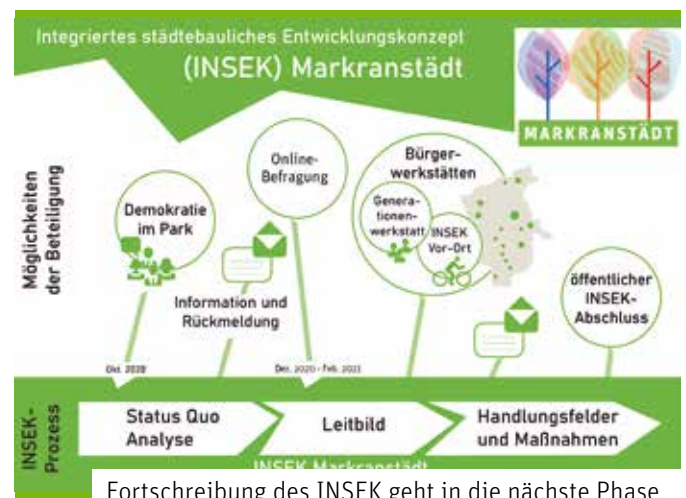 Integriertes städtebauliches Entwicklungskonzept
(INSEK) Markranstädt
MARKRANSTÄDT
Möglichkeiten
der Beteiligung
Demokratie
im Park
Online-
Befragung
Bürger-
werkstätten
Genera-
tionen-
werkstatt
INSEK
Vor-Ort
Information und
Rückmeldung
öffentlicher
INSEK-
Abschluss
Okt. 2020
Dez. 2020 - Feb. 2021
INSEK-
Prozess
Status Quo
Analyse
Leitbild
Handlungsfelder
und Maßnahmen
INSEK Markranstädt
Fortschreibung des INSEK geht in die nächste Phase